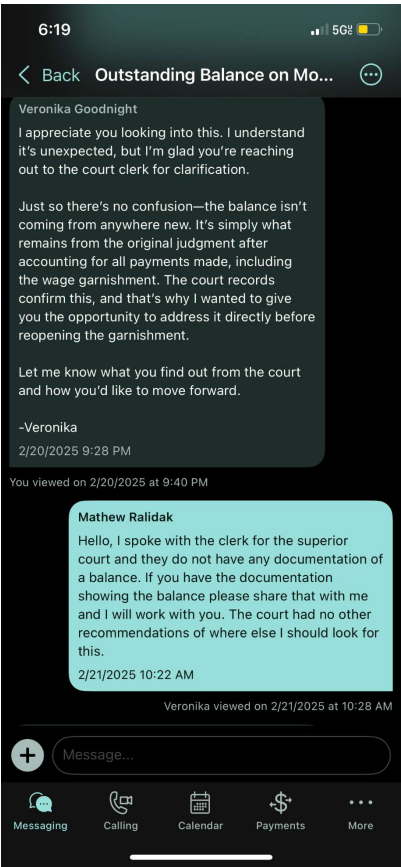 6:19
5G
Back Outstanding Balance on Mo...
Veronika Goodnight
I appreciate you looking into this. I understand
it's unexpected, but I'm glad you're reaching
out to the court clerk for clarification.
Just so there's no confusion—the balance isn't
coming from anywhere new. It's simply what
remains from the original judgment after
accounting for all payments made, including
the wage garnishment. The court records
confirm this, and that's why I wanted to give
you the opportunity to address it directly before
reopening the garnishment.
Let me know what you find out from the court
and how you'd like to move forward.
-Veronika
2/20/2025 9:28 PM
You viewed on 2/20/2025 at 9:40 PM
Mathew Ralidak
Hello, I spoke with the clerk for the superior
court and they do not have any documentation of
a balance. If you have the documentation
showing the balance please share that with me
and I will work with you. The court had no other
recommendations of where else I should look for
this.
2/21/2025 10:22 AM
Veronika viewed on 2/21/2025 at 10:28 AM
Message...
Messaging Calling Calendar Payments More